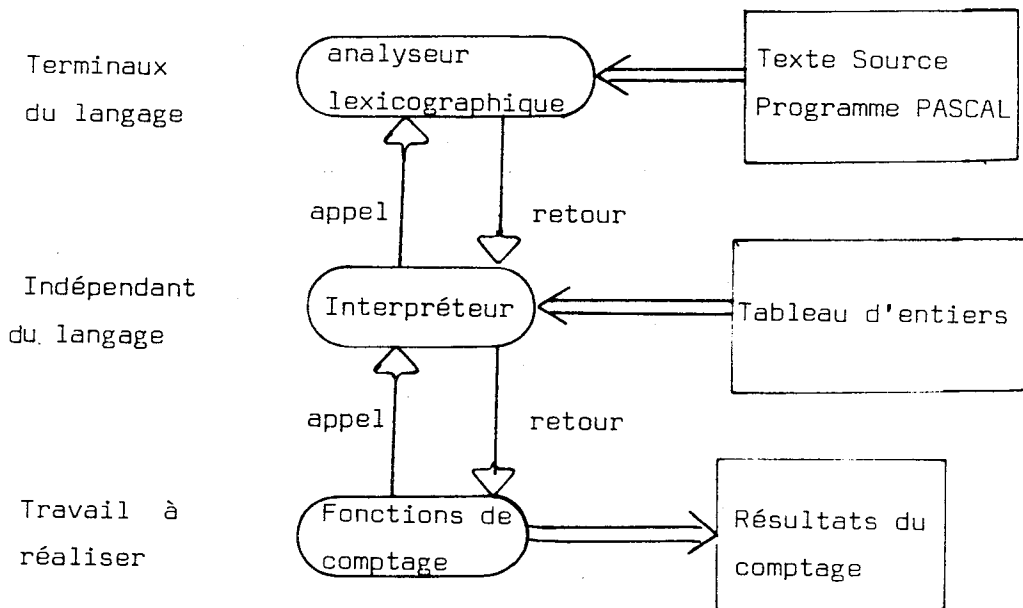 Terminaux
du langage
analyseur
lexicographique
Texte Source
Programme PASCAL
appel
retour
Indépendant
du langage
Interpréteur
Tableau d'entiers
appel
retour
Travail à
réaliser
Fonctions de
comptage
Résultats du
comptage